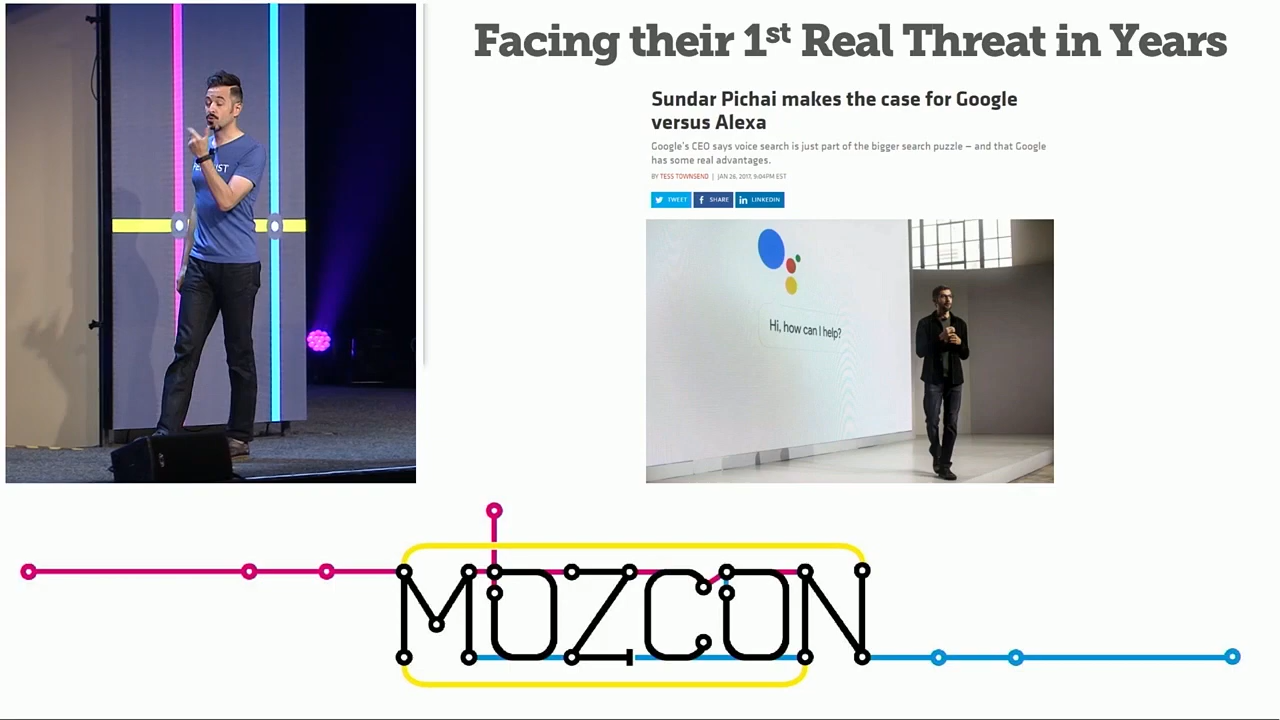 Facing their 1st Real Threat in Years
Sundar Pichai makes the case for Google
versus Alexa
Google's CEO says voice search is just part of the bigger search puzzle — and that Google
has some real advantages.
BY TESS TOWNSEND | JAN 26, 2017, 9:04PM EST
TWEET SHARE LINKEDIN
Hi, how can I help?
MOZCON